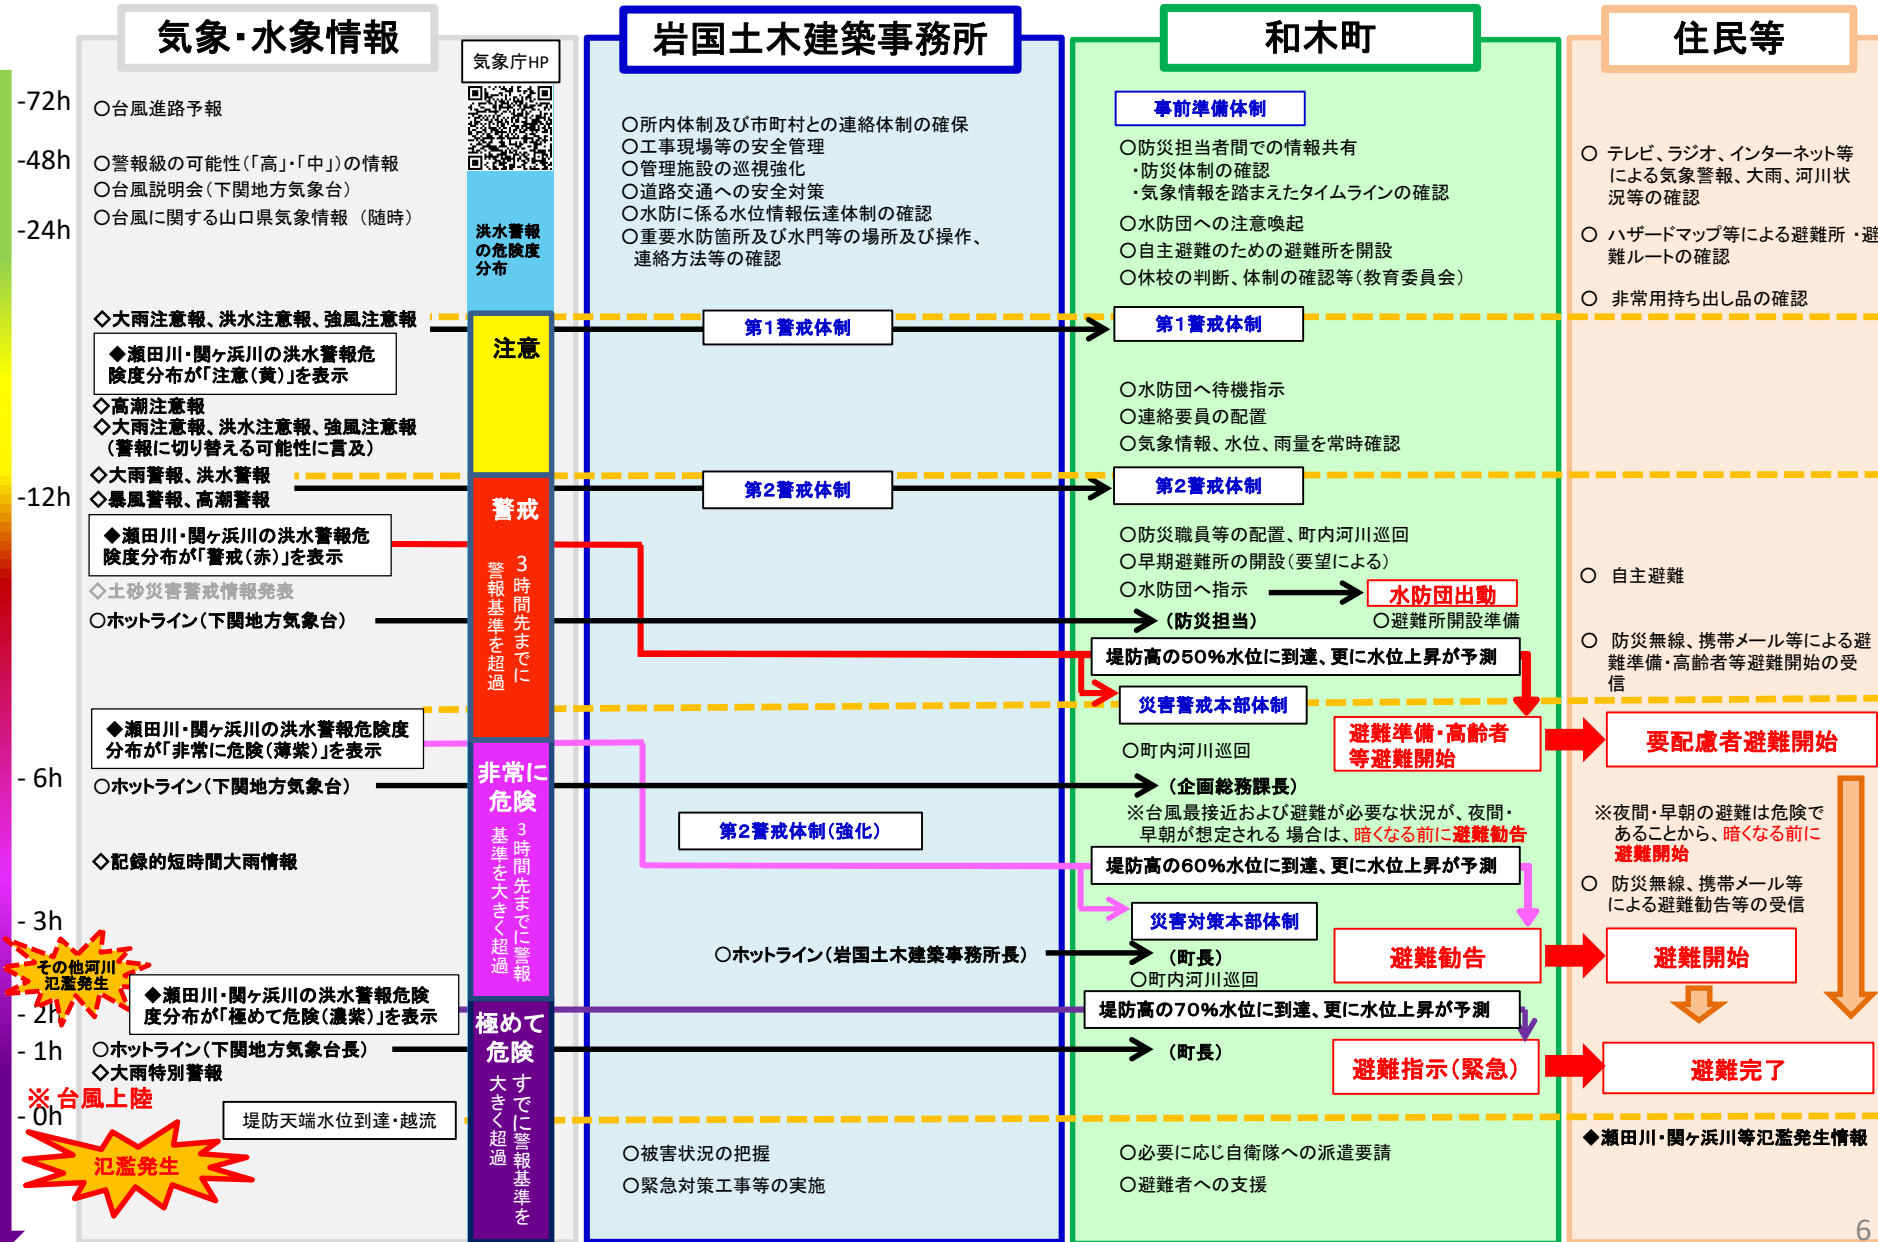 気象・水象情報
気象庁HP
-72h
-48h
-24h
-12h
- 6h
- 3h
- 2h
- 1h
- 0h
○台風進路予報
○警報級の可能性(「高」・「中」)の情報
○台風説明会(下関地方気象台)
○台風に関する山口県気象情報 (随時)
◇大雨注意報、洪水注意報、強風注意報
◆瀬田川・関ヶ浜川の洪水警報危
険度分布が「注意(黄)」を表示
◇高潮注意報
◇大雨注意報、洪水注意報、強風注意報
(警報に切り替える可能性に言及)
◇大雨警報、洪水警報
◇暴風警報、高潮警報
◆瀬田川・関ヶ浜川の洪水警報危
険度分布が「警戒(赤)」を表示
◇土砂災害警戒情報発表
○ホットライン(下関地方気象台)
◆瀬田川・関ヶ浜川の洪水警報危険度
分布が「非常に危険(薄紫)」を表示
○ホットライン(下関地方気象台)
◇記録的短時間大雨情報
その他河川
氾濫発生
◆瀬田川・関ヶ浜川の洪水警報危険
度分布が「極めて危険(濃紫)」を表示
○ホットライン(下関地方気象台長)
◇大雨特別警報
※台風上陸
堤防天端水位到達・越流
氾濫発生
洪水警報
の危険度
分布
注意
警戒
3時間先までに
警報基準を超過
非常に
危険
3時間先までに警報
基準を大きく超過
極めて
危険
すでに警報基準を
大きく超過
岩国土木建築事務所
○所内体制及び市町村との連絡体制の確保
○工事現場等の安全管理
○管理施設の巡視強化
○道路交通への安全対策
○水防に係る水位情報伝達体制の確認
○重要水防箇所及び水門等の場所及び操作、
連絡方法等の確認
第1警戒体制
第2警戒体制
第2警戒体制(強化)
○ホットライン(岩国土木建築事務所長)
○被害状況の把握
○緊急対策工事等の実施
和木町
事前準備体制
○防災担当者間での情報共有
・防災体制の確認
・気象情報を踏まえたタイムラインの確認
○水防団への注意喚起
○自主避難のための避難所を開設
○休校の判断、体制の確認等(教育委員会)
第1警戒体制
○水防団へ待機指示
○連絡要員の配置
○気象情報、水位、雨量を常時確認
第2警戒体制
○防災職員等の配置、町内河川巡回
○早期避難所の開設(要望による)
○水防団へ指示
水防団出動
(防災担当)
○避難所開設準備
堤防高の50%水位に到達、更に水位上昇が予測
災害警戒本部体制
避難準備・高齢者
等避難開始
○町内河川巡回
(企画総務課長)
※台風最接近および避難が必要な状況が、夜間・
早朝が想定される 場合は、暗くなる前に避難勧告
堤防高の60%水位に到達、更に水位上昇が予測
災害対策本部体制
避難勧告
(町長)
○町内河川巡回
堤防高の70%水位に到達、更に水位上昇が予測
(町長)
避難指示(緊急)
○必要に応じ自衛隊への派遣要請
○避難者への支援
住民等
○ テレビ、ラジオ、インターネット等
による気象警報、大雨、河川状
況等の確認
○ ハザードマップ等による避難所 ・避
難ルートの確認
○ 非常用持ち出し品の確認
○ 自主避難
○ 防災無線、携帯メール等による避
難準備・高齢者等避難開始の受
信
要配慮者避難開始
※夜間・早朝の避難は危険で
あることから、暗くなる前に
避難開始
○ 防災無線、携帯メール等
による避難勧告等の受信
避難開始
避難完了
◆瀬田川・関ヶ浜川等氾濫発生情報
6